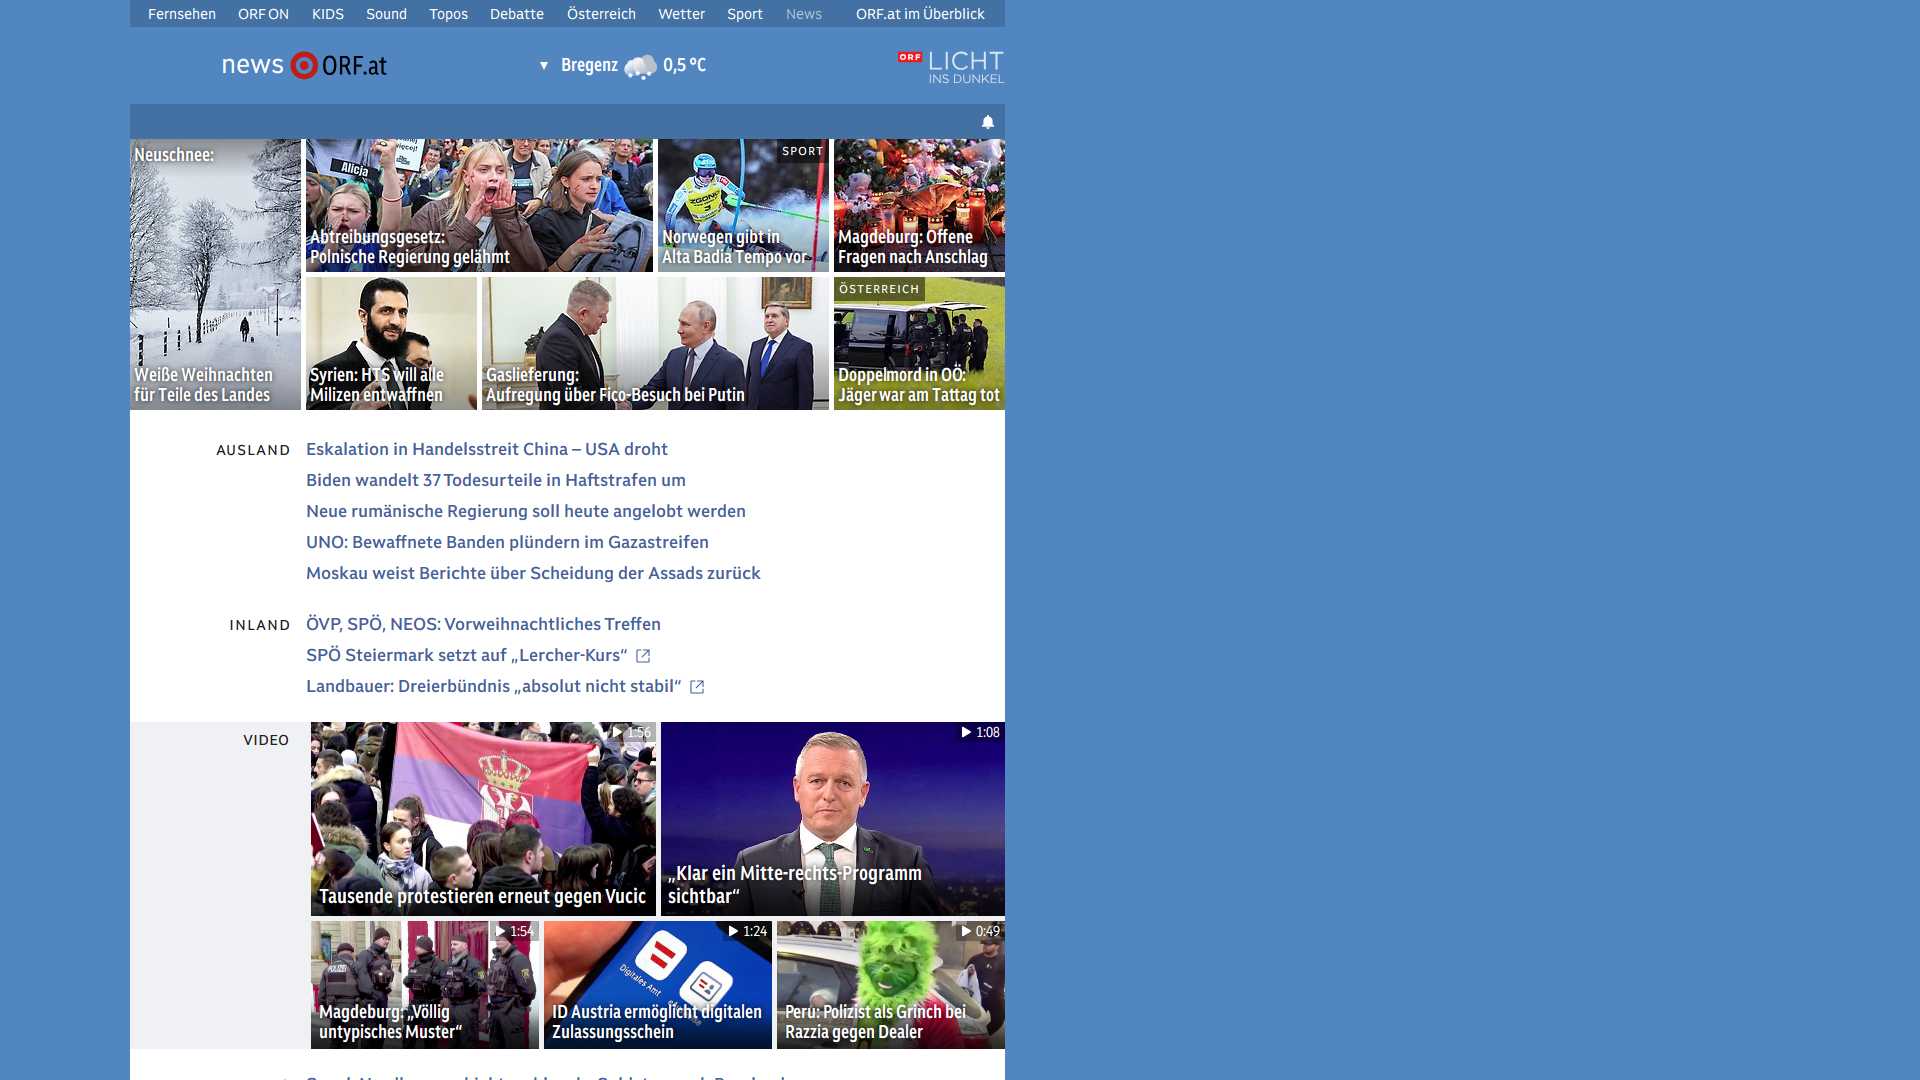 Fernsehen ORF ON KIDS Sound Topos Debatte Österreich Wetter Sport News ORF.at im Überblick
news ORF.at
Bregenz 0,5 °C
ORF LICHT
INS DUNKEL
Neuschnee:
Weiße Weihnachten
für Teile des Landes
Alicja
Abtreibungsgesetz:
Polnische Regierung gelähmt
SPORT
Norwegen gibt in
Alta Badia Tempo vor
Magdeburg: Offene
Fragen nach Anschlag
Syrien: HTS will alle
Milizen entwaffnen
Gaslieferung:
Aufregung über Fico-Besuch bei Putin
ÖSTERREICH
Doppelmord in OÖ:
Jäger war am Tattag tot
AUSLAND
Eskalation in Handelsstreit China – USA droht
Biden wandelt 37 Todesurteile in Haftstrafen um
Neue rumänische Regierung soll heute angelobt werden
UNO: Bewaffnete Banden plündern im Gazastreifen
Moskau weist Berichte über Scheidung der Assads zurück
INLAND
ÖVP, SPÖ, NEOS: Vorweihnachtliches Treffen
SPÖ Steiermark setzt auf „Lercher-Kurs“
Landbauer: Dreierbündnis „absolut nicht stabil“
VIDEO
1:56
Tausende protestieren erneut gegen Vucic
1:08
„Klar ein Mitte-rechts-Programm
sichtbar“
1:54
POLIZEI
Magdeburg: „Völlig
untypisches Muster“
1:24
Digitales Amt
ID Austria ermöglicht digitalen
Zulassungsschein
0:49
Peru: Polizist als Grinch bei
Razzia gegen Dealer